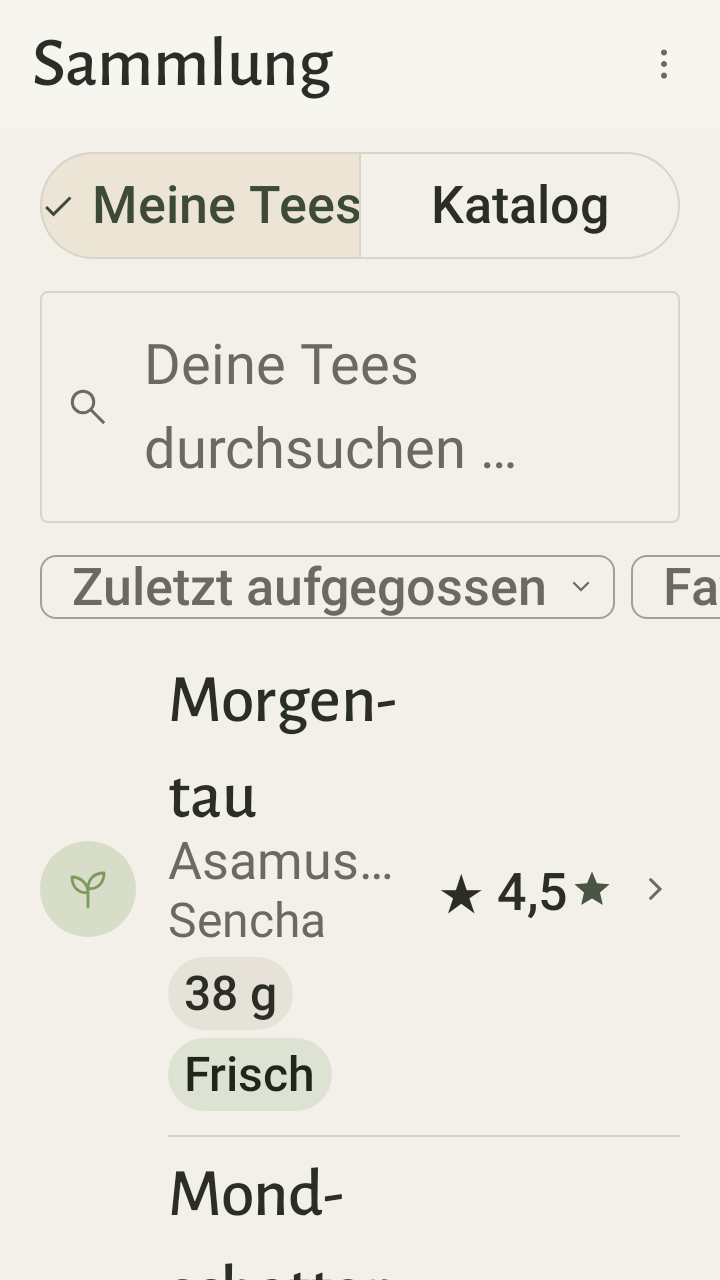 Sammlung
Meine Tees
Katalog
Deine Tees
durchsuchen …
Zuletzt aufgegossen
Fa
Morgen-
tau
Asamus…
Sencha
★ 4,5★
38 g
Frisch
Mond-